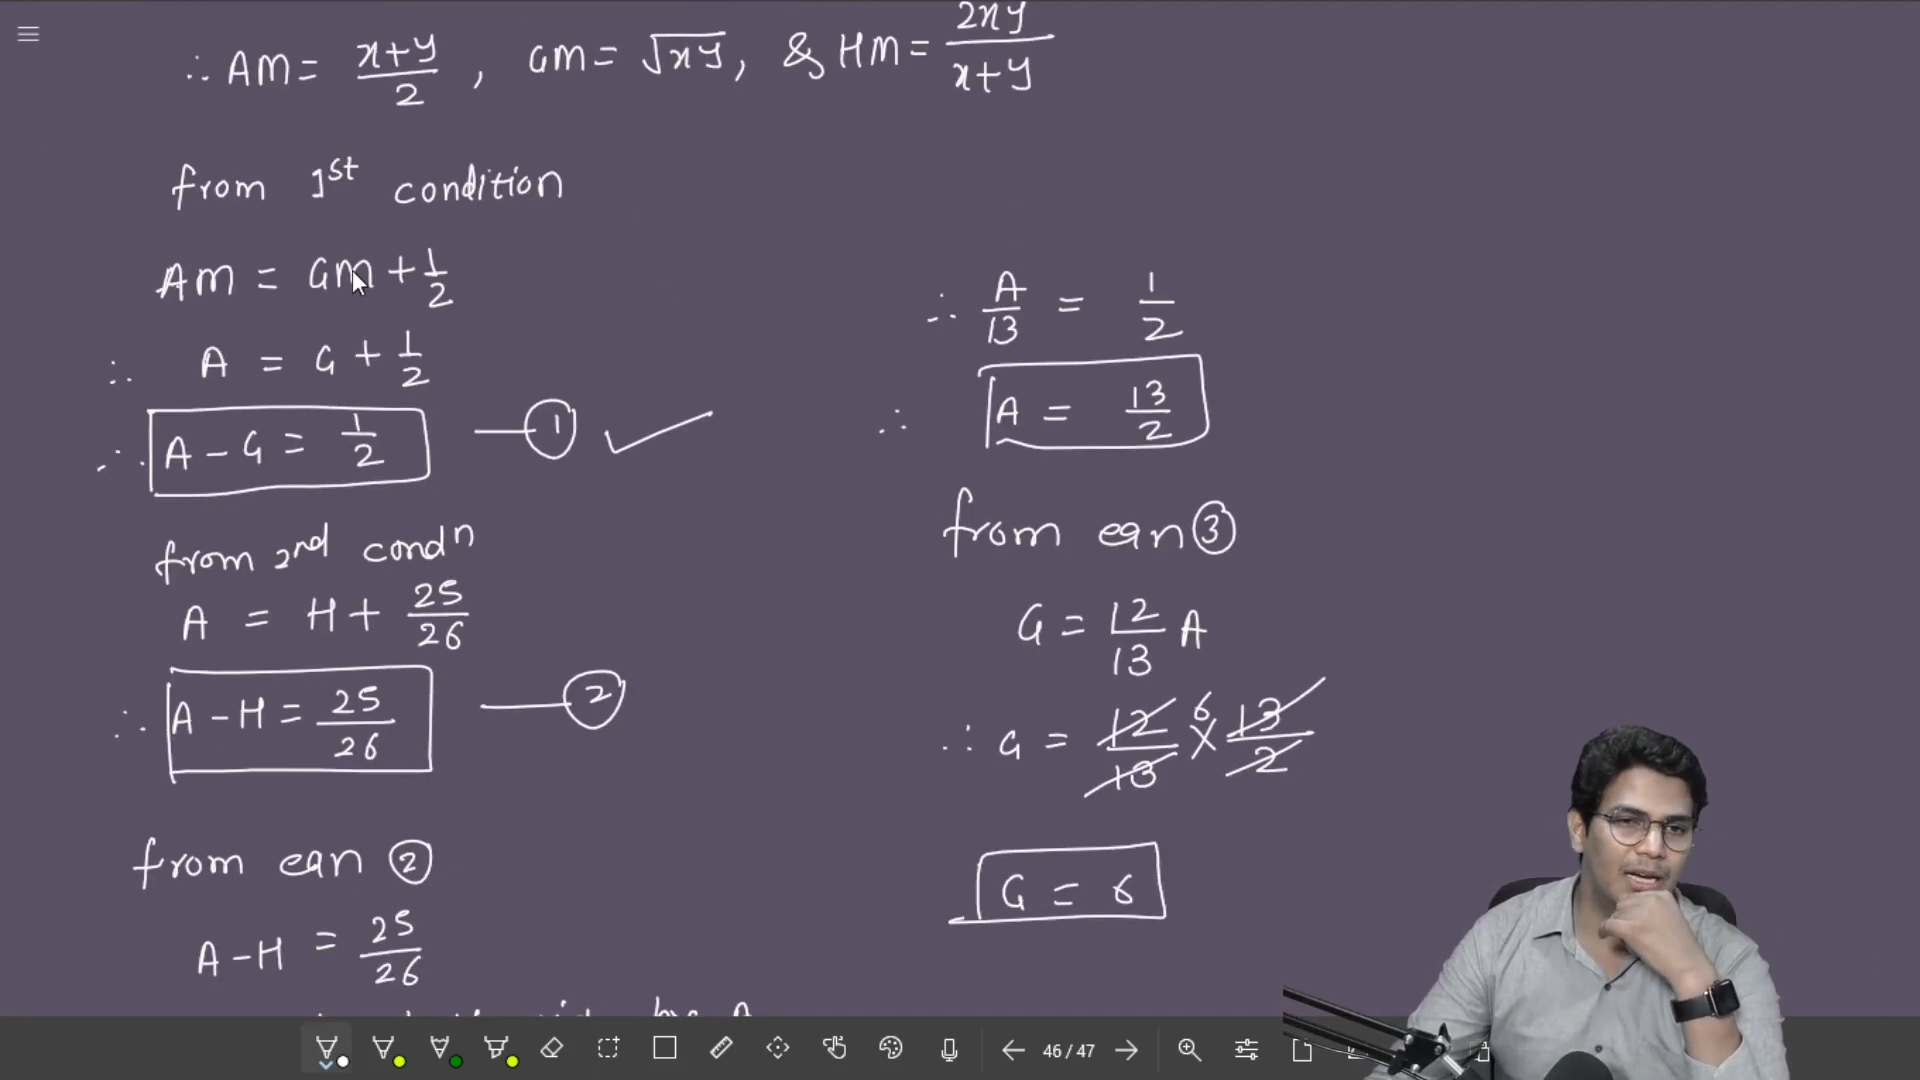 ∴ AM = x+y/2 , GM = √xy, & HM = 2xy/x+y
from 1st condition
AM = GM + 1/2
∴ A = G + 1/2
∴ A - G = 1/2 — 1
from 2nd condn
A = H + 25/26
∴ A - H = 25/26 — 2
from eqn 2
A - H = 25/26
by A
∴ A/13 = 1/2
∴ A = 13/2
from eqn 3
G = 12/13 A
∴ G = 12/13 × 13/2 6
G = 6
46 / 47